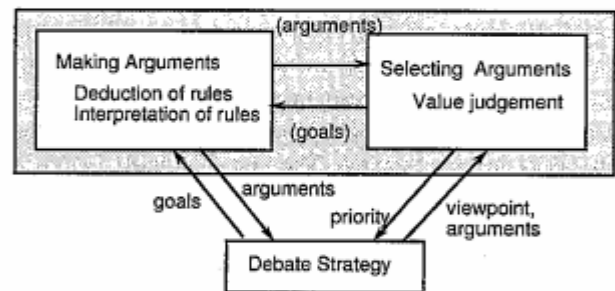 (arguments)
Making Arguments
Deduction of rules
Interpretation of rules
Selecting Arguments
Value judgement
(goals)
goals
arguments
priority
viewpoint,
arguments
Debate Strategy